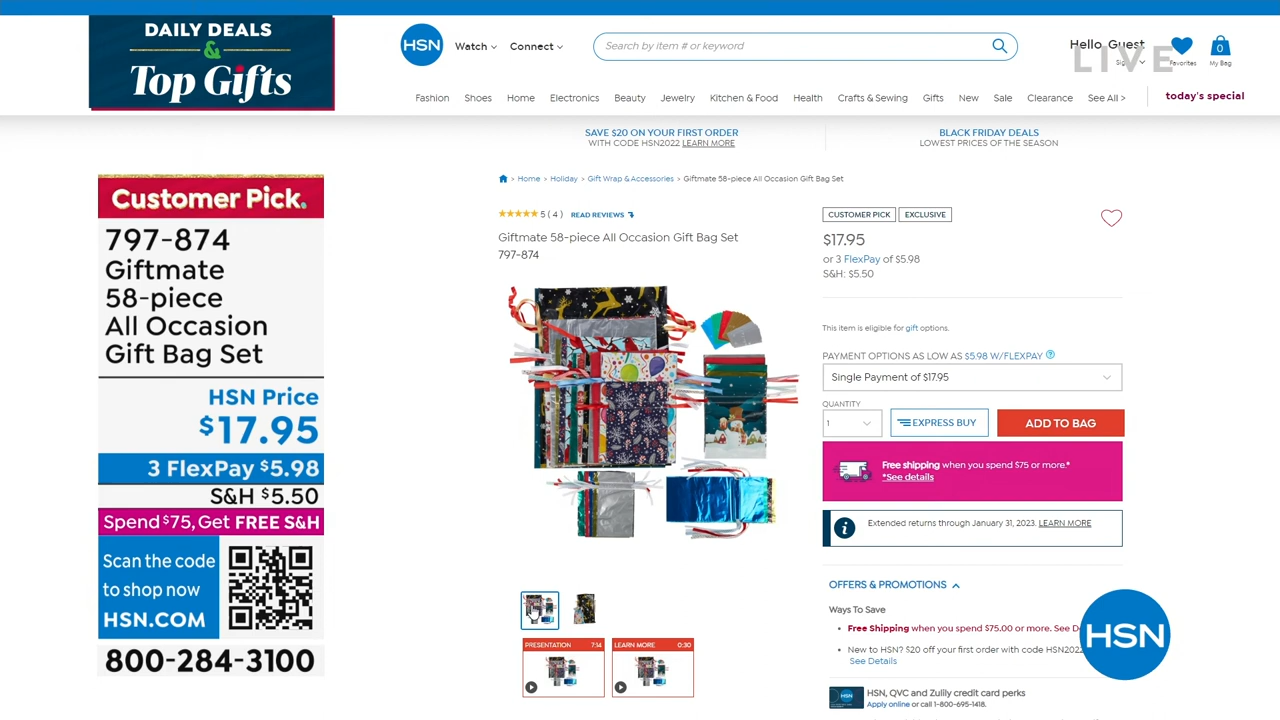 DAILY DEALS
&
Top Gifts
HSN
Watch
Connect
Search by item # or keyword
Hello, Guest
LIVE
Favorites
0
My Bag
Fashion
Shoes
Home
Electronics
Beauty
Jewelry
Kitchen & Food
Health
Crafts & Sewing
Gifts
New
Sale
Clearance
See All >
today's special
SAVE $20 ON YOUR FIRST ORDER
WITH CODE HSN2022 LEARN MORE
BLACK FRIDAY DEALS
LOWEST PRICES OF THE SEASON
Customer Pick.
797-874
Giftmate
58-piece
All Occasion
Gift Bag Set
HSN Price
$17.95
3 FlexPay $5.98
S&H $5.50
Spend $75, Get FREE S&H
Scan the code
to shop now
HSN.COM
800-284-3100
> Home > Holiday > Gift Wrap & Accessories > Giftmate 58-piece All Occasion Gift Bag Set
5 ( 4 ) READ REVIEWS
Giftmate 58-piece All Occasion Gift Bag Set
797-874
PRESENTATION 7:14
LEARN MORE 0:30
CUSTOMER PICK
EXCLUSIVE
$17.95
or 3 FlexPay of $5.98
S&H: $5.50
This item is eligible for gift options.
PAYMENT OPTIONS AS LOW AS $5.98 W/FLEXPAY
Single Payment of $17.95
QUANTITY
1
EXPRESS BUY
ADD TO BAG
Free shipping when you spend $75 or more.*
*See details
Extended returns through January 31, 2023. LEARN MORE
OFFERS & PROMOTIONS
Ways To Save
• Free Shipping when you spend $75.00 or more. See
• New to HSN? $20 off your first order with code HSN2022
See Details
HSN
HSN, QVC and Zulily credit card perks
Apply online or call 1-800-695-1418.